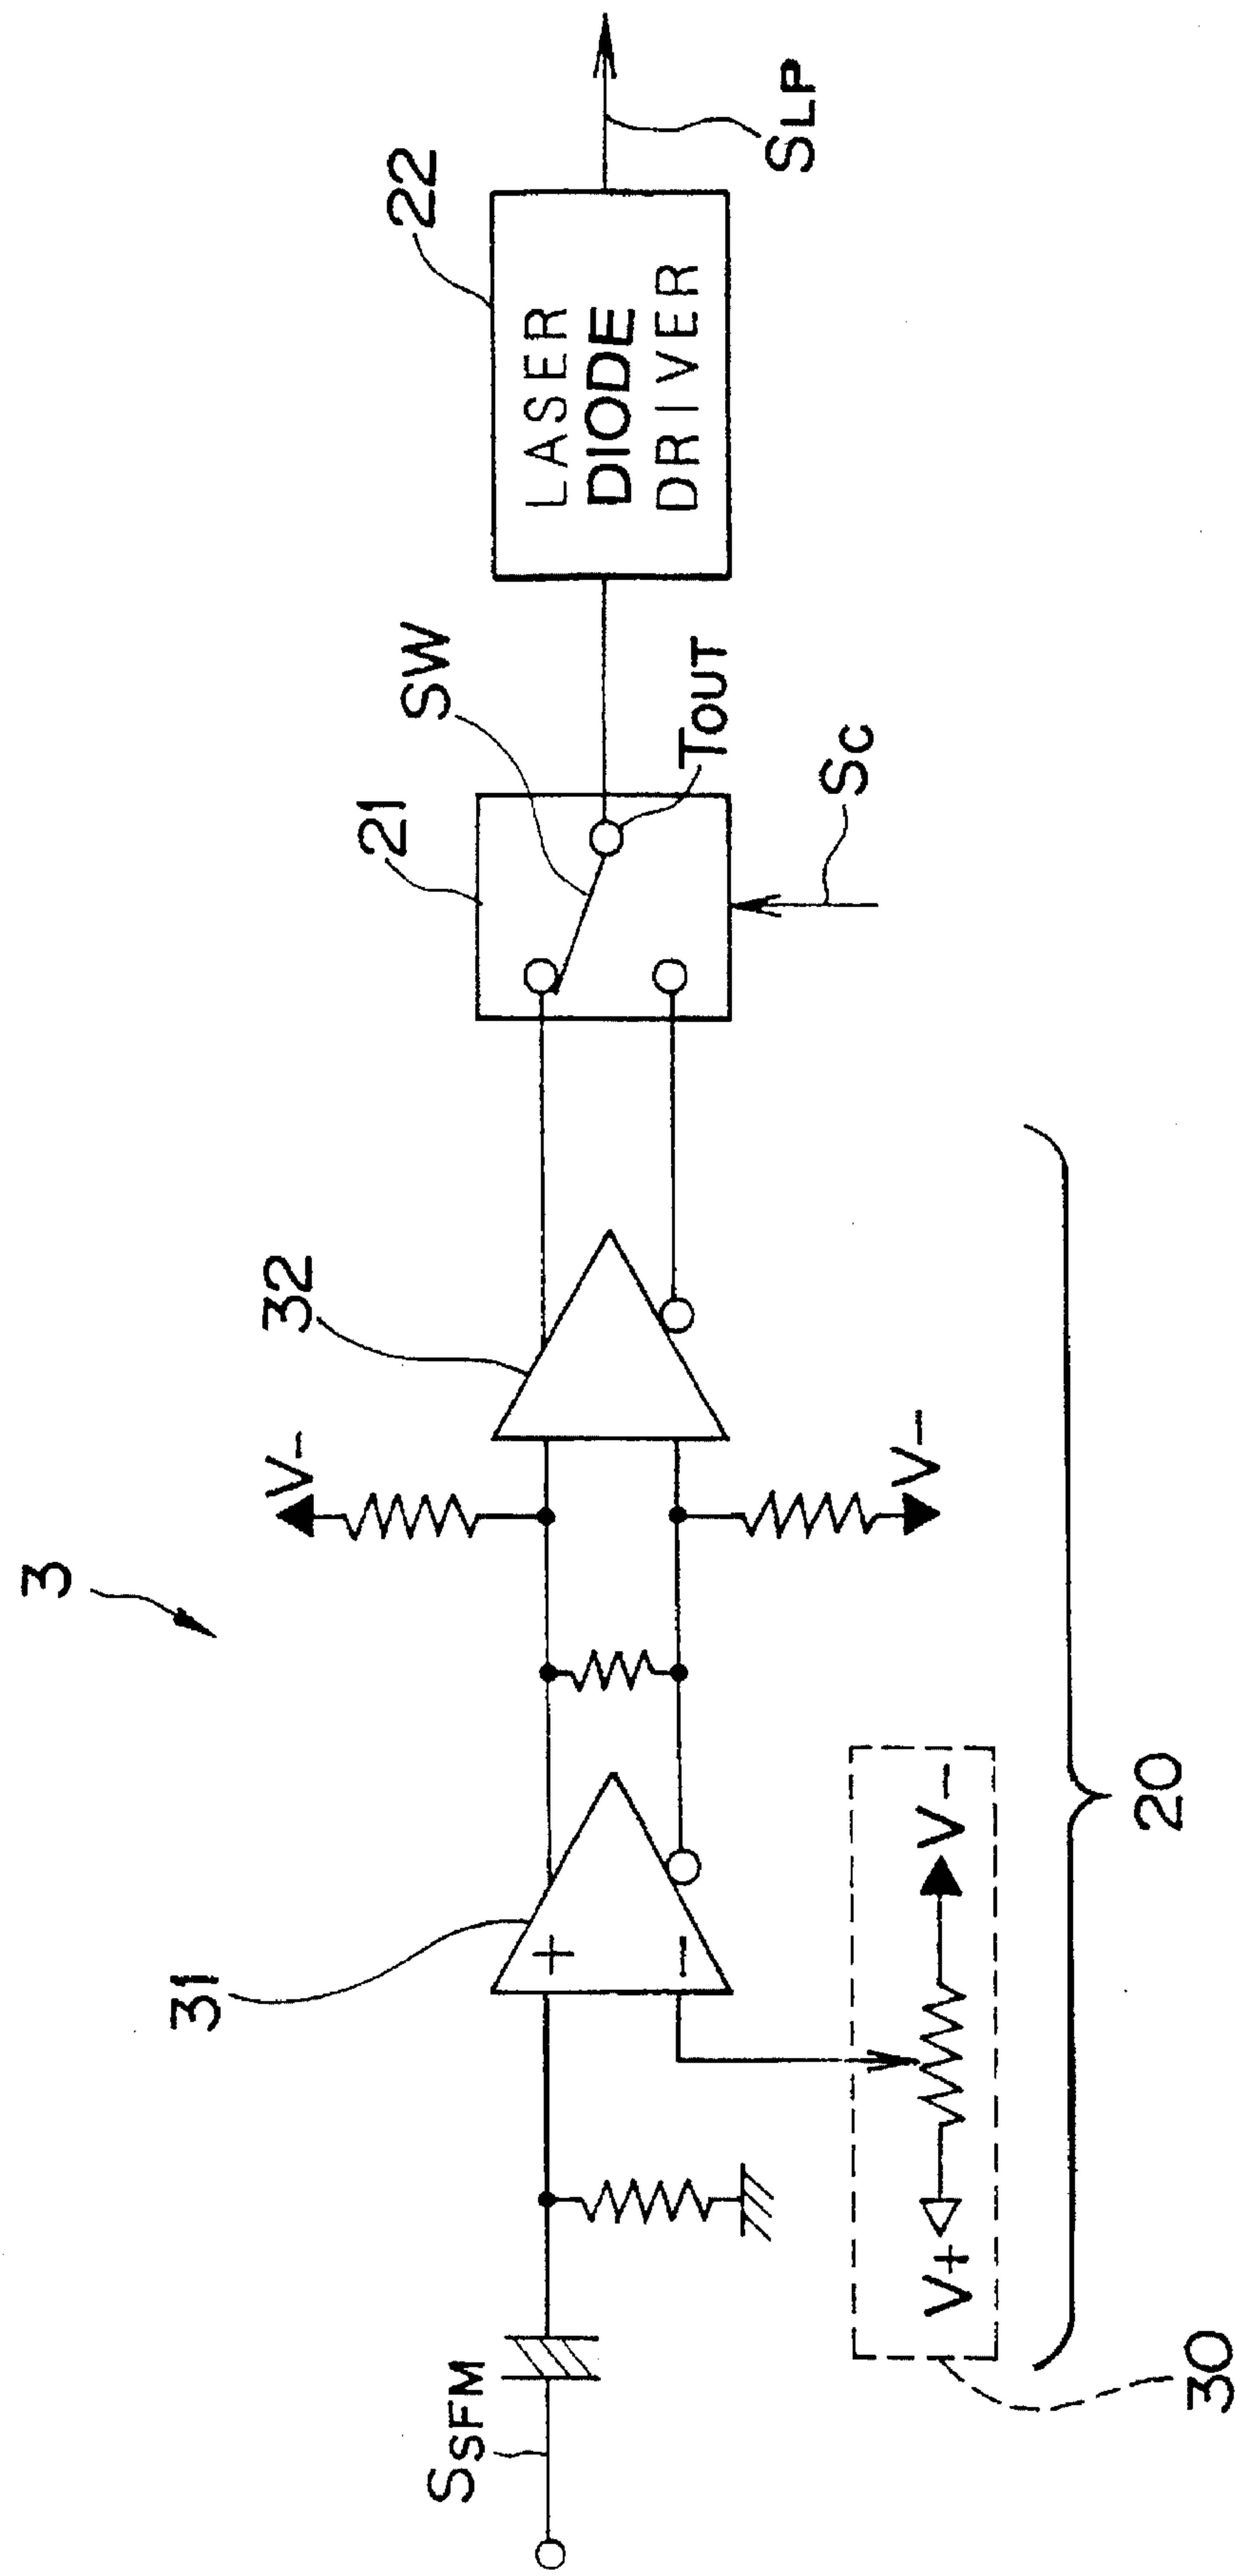 3
SSFM
31
+
−
30
V+
V−
20
V−
V−
32
21
SW
TOUT
SC
22
LASER
DIODE
DRIVER
SLP